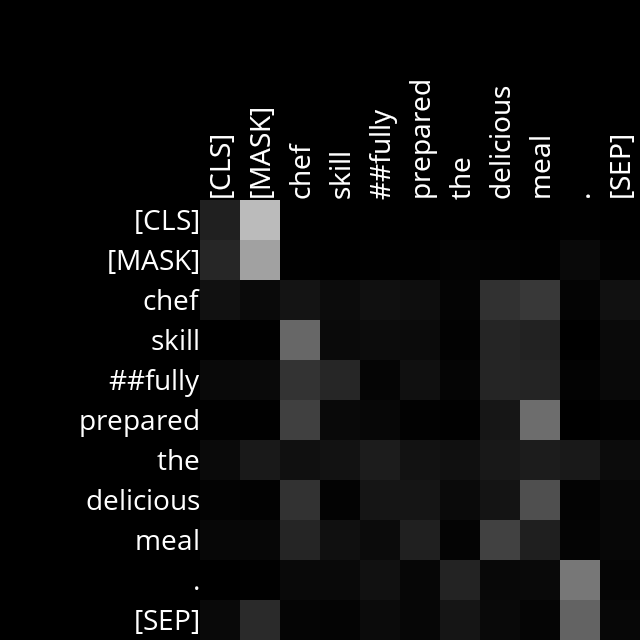 [CLS] [MASK] chef skill ##fully prepared the delicious meal . [SEP]
[CLS]
[MASK]
chef
skill
##fully
prepared
the
delicious
meal
.
[SEP]